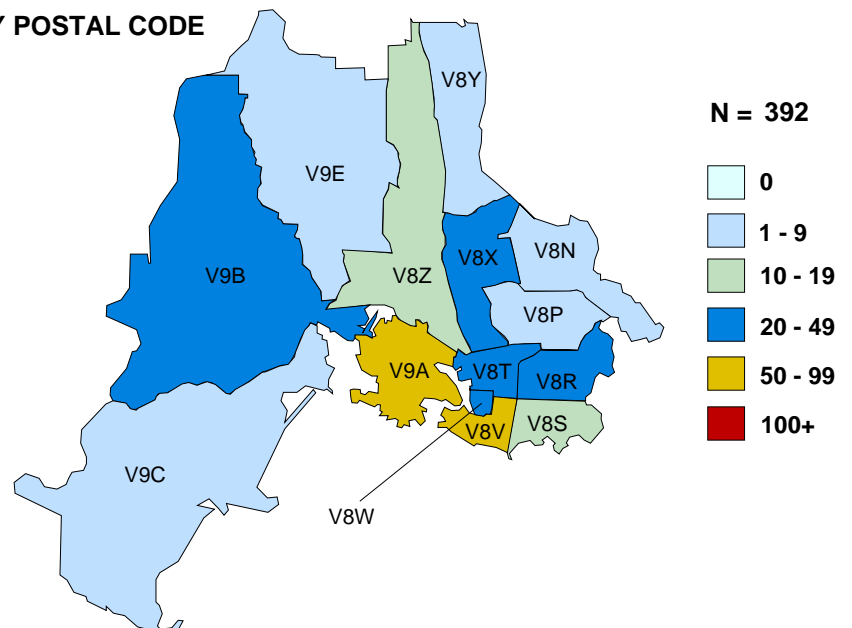 Y POSTAL CODE
V8Y
N = 392
V9E
0
1 - 9
V8N
V9B
V8Z
V8X
10 - 19
V8P
20 - 49
V9A
V8T
V8R
50 - 99
V8V
V8S
100+
V9C
V8W